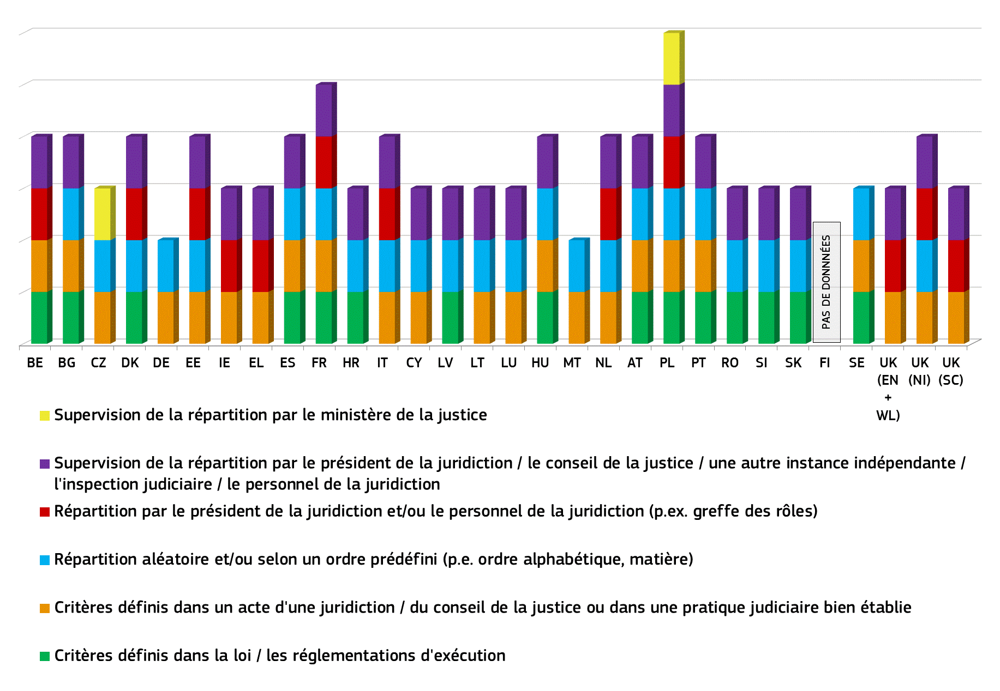 PAS DE DONNÉES
BE BG CZ DK DE EE IE EL ES FR HR IT CY LV LT LU HU MT NL AT PL PT RO SI SK FI SE UK UK UK
(EN (NI) (SC)
+
WL)
Supervision de la répartition par le ministère de la justice
Supervision de la répartition par le président de la juridiction / le conseil de la justice / une autre instance indépendante /
l'inspection judiciaire / le personnel de la juridiction
Répartition par le président de la juridiction et/ou le personnel de la juridiction (p.ex. greffe des rôles)
Répartition aléatoire et/ou selon un ordre prédéfini (p.e. ordre alphabétique, matière)
Critères définis dans un acte d'une juridiction / du conseil de la justice ou dans une pratique judiciaire bien établie
Critères définis dans la loi / les réglementations d'exécution